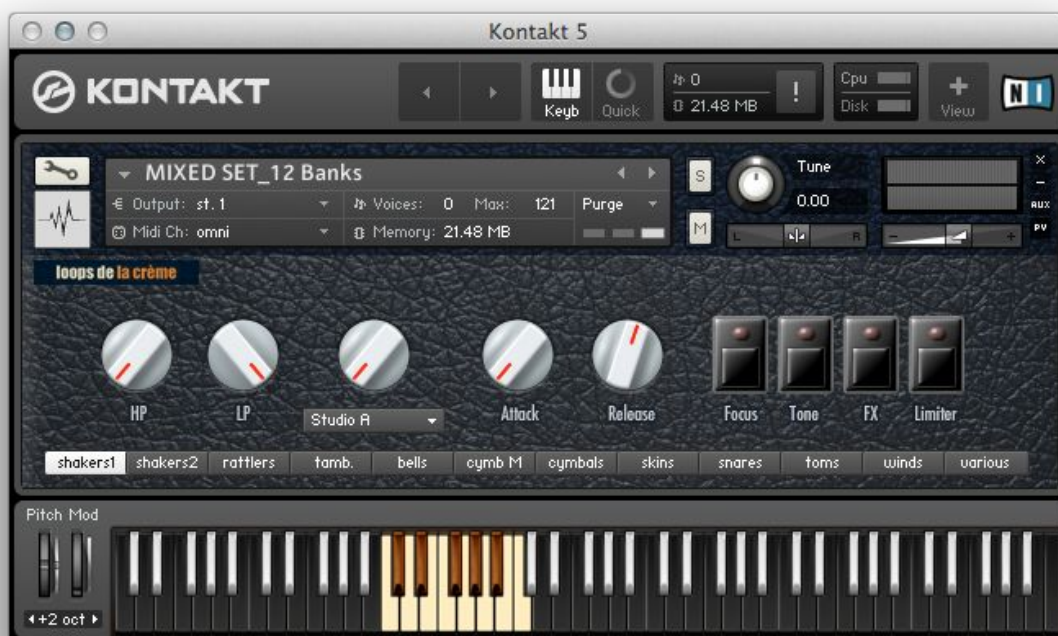 Kontakt 5
KONTAKT
Keyb
Quick
0
21.48 MB
!
Cpu
Disk
View
NI
MIXED SET_12 Banks
Output: st. 1
Voices: 0 Max: 121
Purge
Midi Ch: omni
Memory: 21.48 MB
S
M
Tune
0.00
L R
- +
×
-
AUX
PV
loops de la crème
HP
LP
Studio A
Attack
Release
Focus
Tone
FX
Limiter
shakers1 shakers2 rattlers tamb. bells cymb M cymbals skins snares toms winds various
Pitch Mod
+2 oct